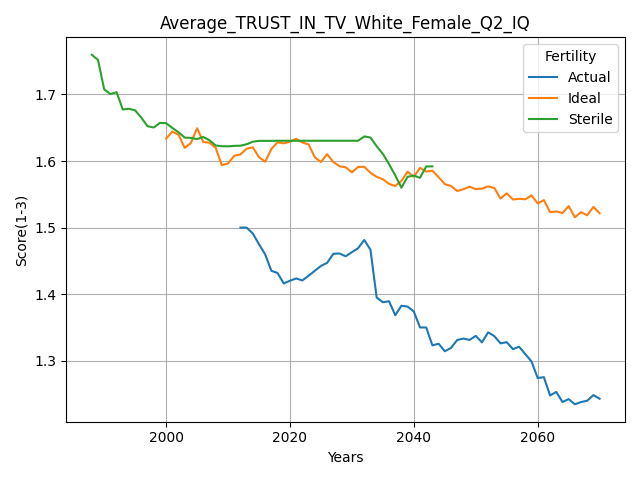 Average_TRUST_IN_TV_White_Female_Q2_IQ
Fertility
Actual
Ideal
Sterile
Score(1-3)
1.7
1.6
1.5
1.4
1.3
2000
2020
2040
2060
Years